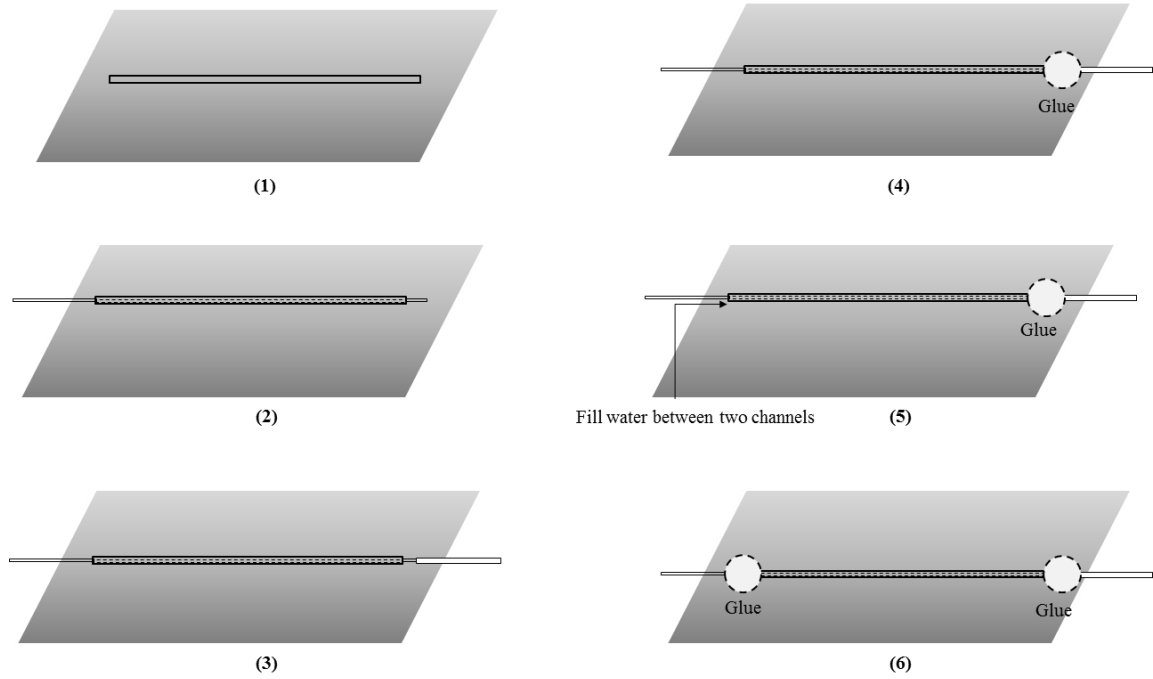 (1)
(2)
(3)
Glue
(4)
Glue
Fill water between two channels
(5)
Glue
Glue
(6)